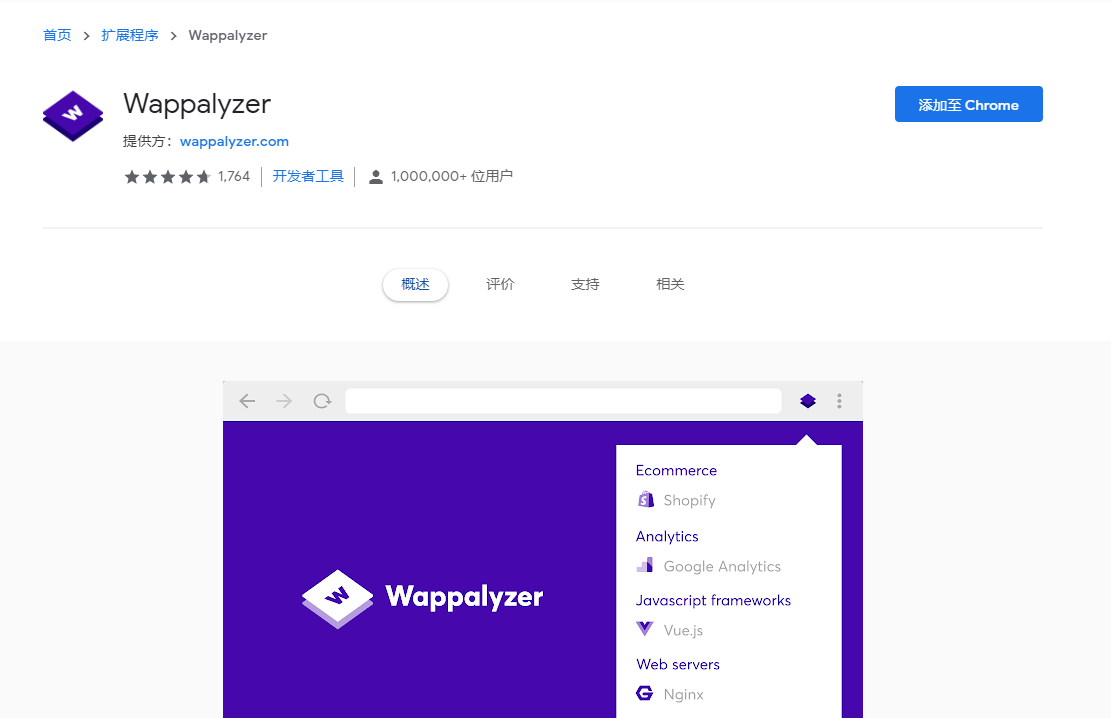 首页 > 扩展程序 > Wappalyzer
W
Wappalyzer
添加至 Chrome
提供方： wappalyzer.com
1,764 开发者工具 1,000,000+ 位用户
概述 评价 支持 相关
Ecommerce
Shopify
Analytics
Google Analytics
W Wappalyzer
Javascript frameworks
Vue.js
Web servers
Nginx